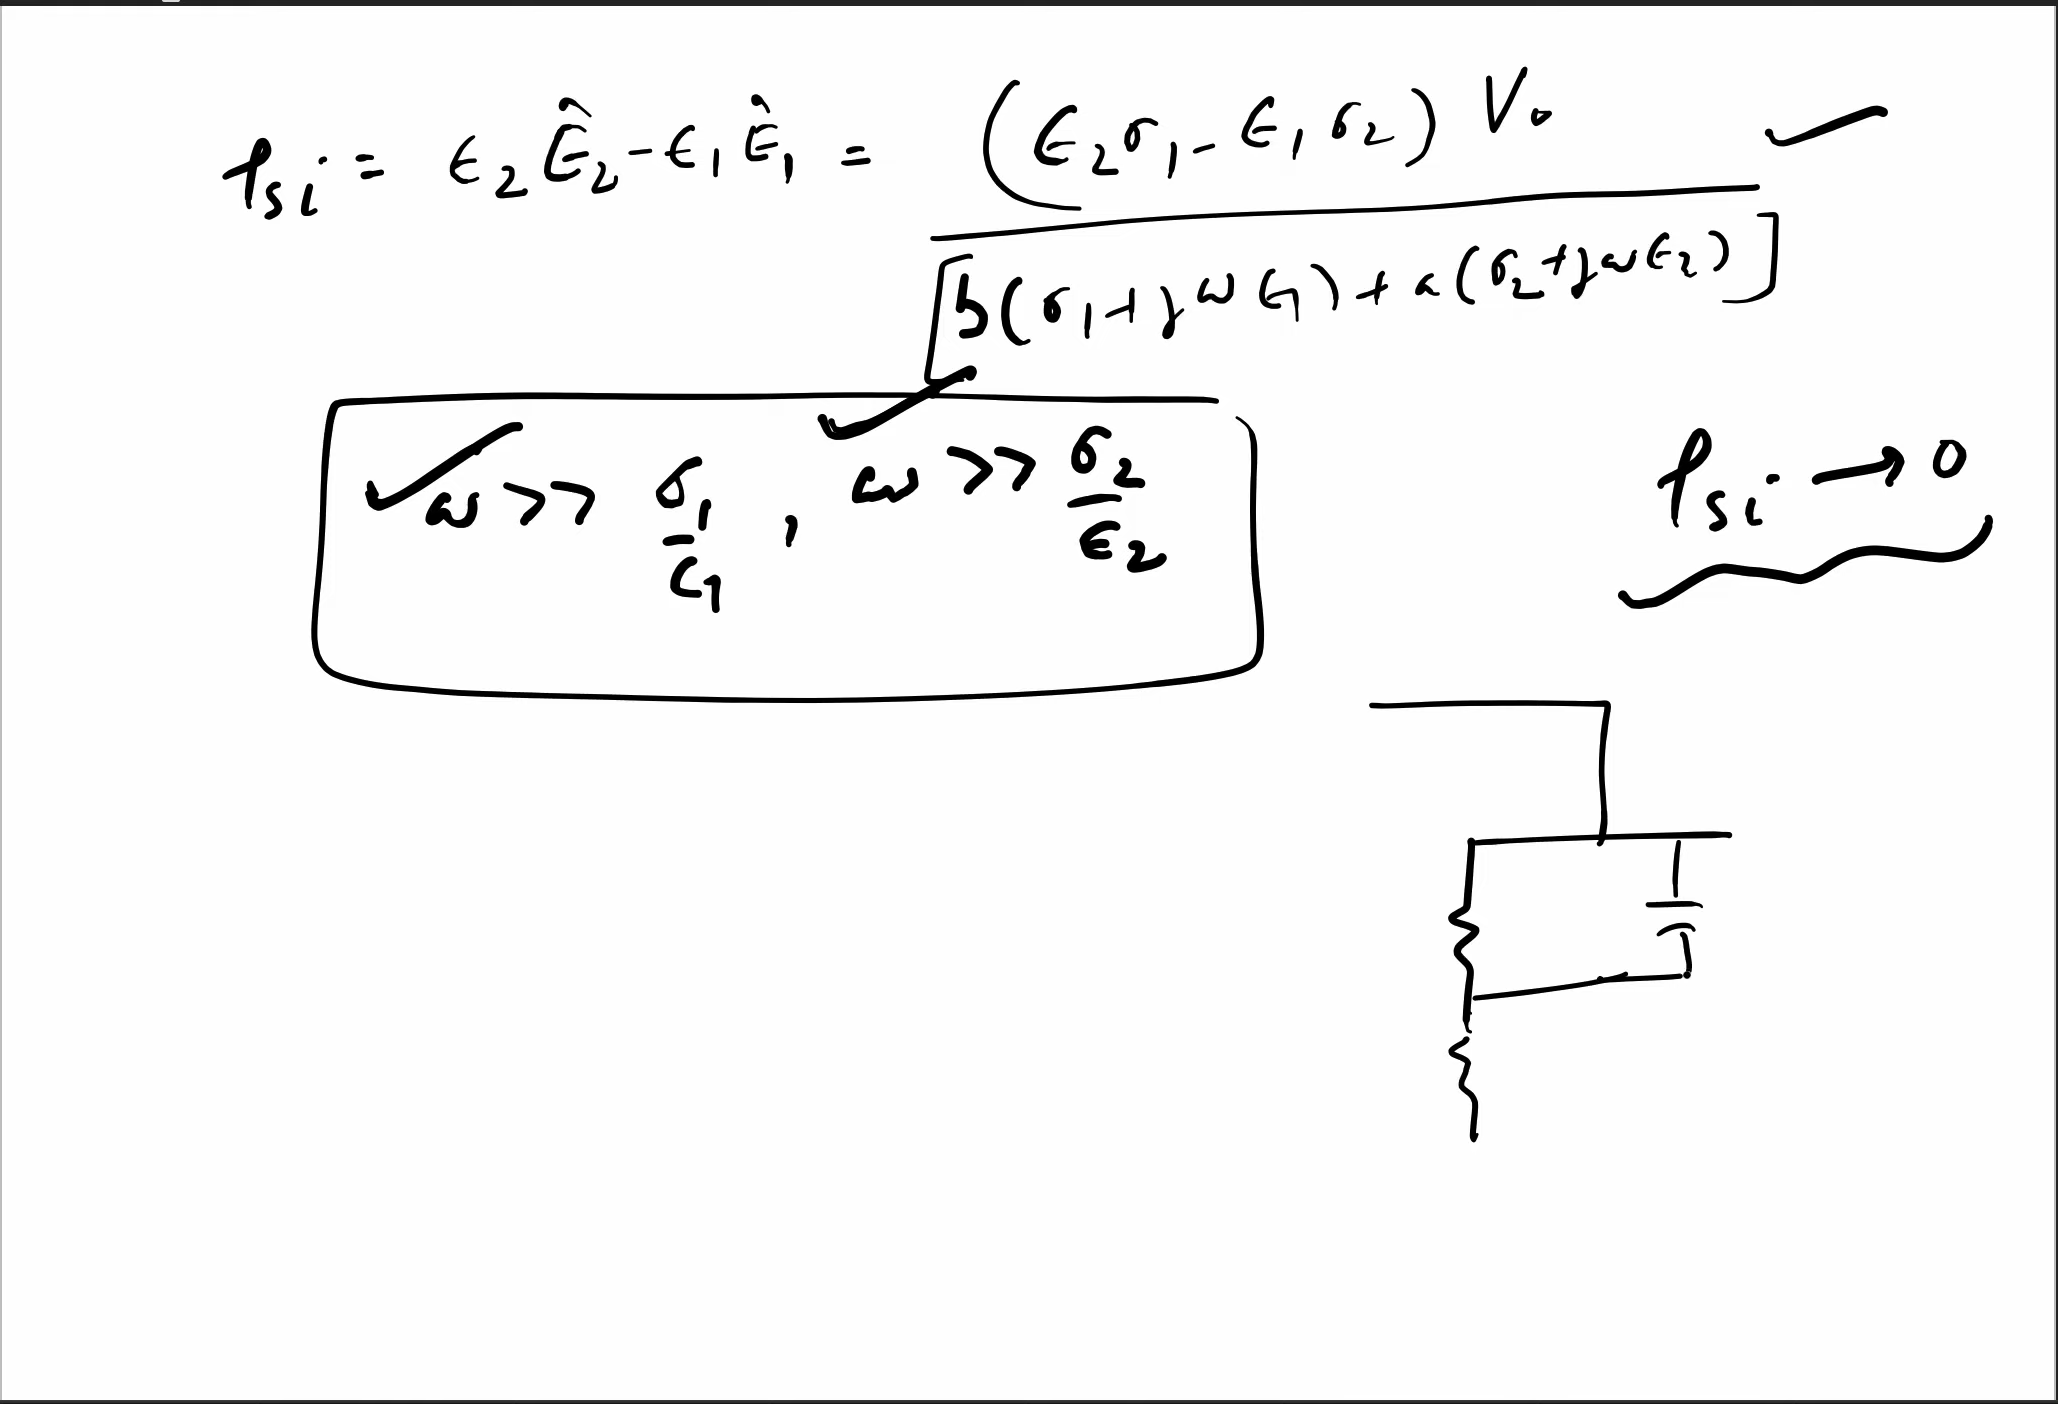 ρsi = ϵ₂Ê₂ - ϵ₁Ê₁ = (ϵ₂σ₁ - ϵ₁σ₂) V₀
[b(σ₁+jωϵ₁) + a(σ₂+jωϵ₂)]
ω >> σ₁/ϵ₁ , ω >> σ₂/ϵ₂
ρsi → 0